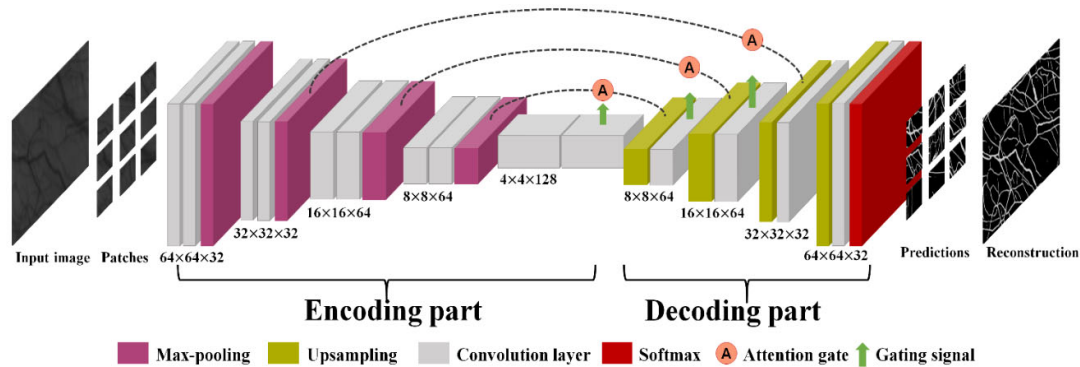 A
A
A
4×4×128
8×8×64
8×8×64
16×16×64
16×16×64
32×32×32
32×32×32
Input image
Patches
64×64×32
64×64×32
Predictions
Reconstruction
Encoding part
Decoding part
Max-pooling
Upsampling
Convolution layer
Softmax
A
Attention gate
Gating signal